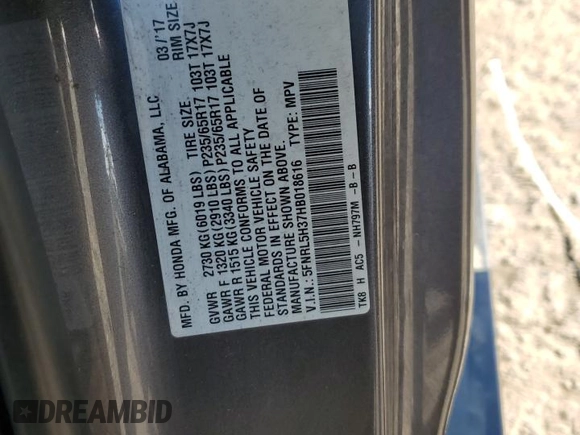 MFD. BY HONDA MFG. OF ALABAMA, LLC. 03/'17
TIRE SIZE RIM SIZE
GVWR 2730 KG(6019 LBS)
GAWR F 1320 KG(2910 LBS) P235/65R17 103T 17X7J
GAWR R 1515 KG(3340 LBS) P235/65R17 103T 17X7J
THIS VEHICLE CONFORMS TO ALL APPLICABLE
FEDERAL MOTOR VEHICLE SAFETY
STANDARDS IN EFFECT ON THE DATE OF
MANUFACTURE SHOWN ABOVE.
V.I.N.: 5FNRL5H37HB018616 TYPE: MPV
TK8 H AC5 -NH797M -B -B
DREAMBID